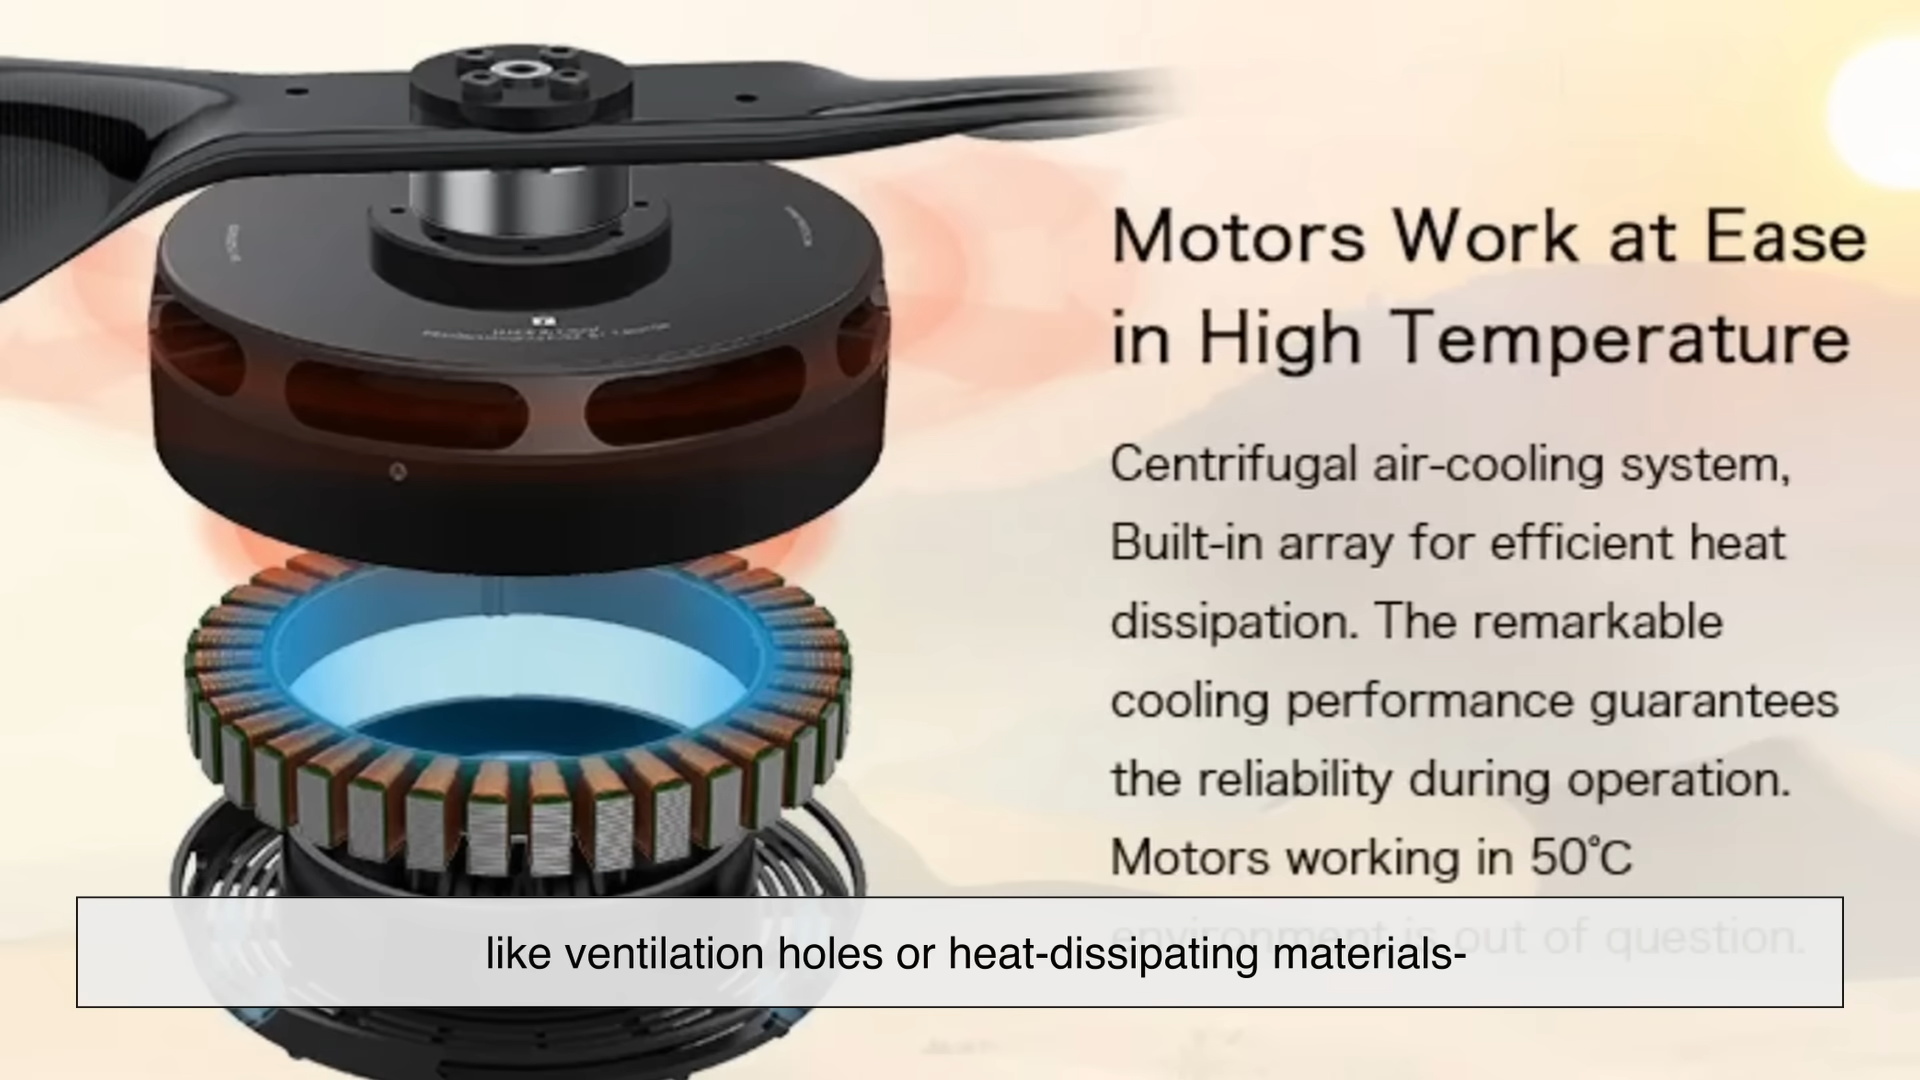 Motors Work at Ease
in High Temperature
Centrifugal air-cooling system,
Built-in array for efficient heat
dissipation. The remarkable
cooling performance guarantees
the reliability during operation.
Motors working in 50°C
environment is out of question.
like ventilation holes or heat-dissipating materials-